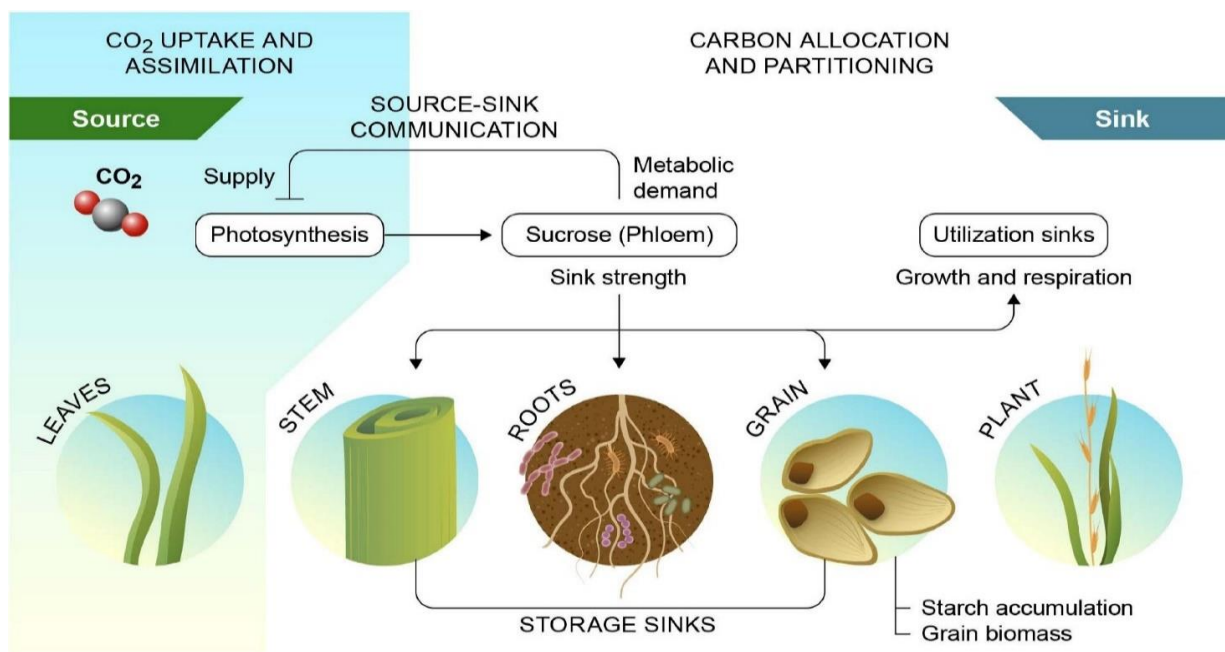 CO₂ UPTAKE AND
ASSIMILATION
CARBON ALLOCATION
AND PARTITIONING
Source
SOURCE-SINK
COMMUNICATION
Sink
CO₂
Supply
Metabolic
demand
Photosynthesis
Sucrose (Phloem)
Utilization sinks
Sink strength
Growth and respiration
LEAVES
STEM
ROOTS
GRAIN
PLANT
STORAGE SINKS
Starch accumulation
Grain biomass